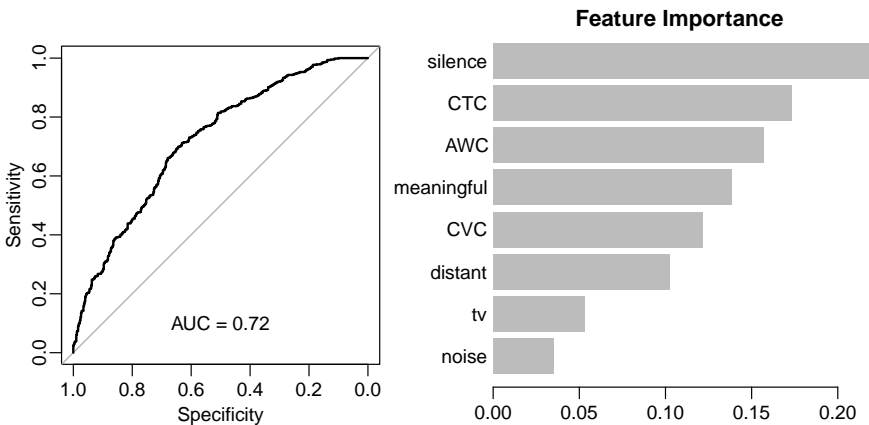 Sensitivity
1.0
0.8
0.6
0.4
0.2
0.0
AUC = 0.72
1.0 0.8 0.6 0.4 0.2 0.0
Specificity
Feature Importance
silence
CTC
AWC
meaningful
CVC
distant
tv
noise
0.00 0.05 0.10 0.15 0.20